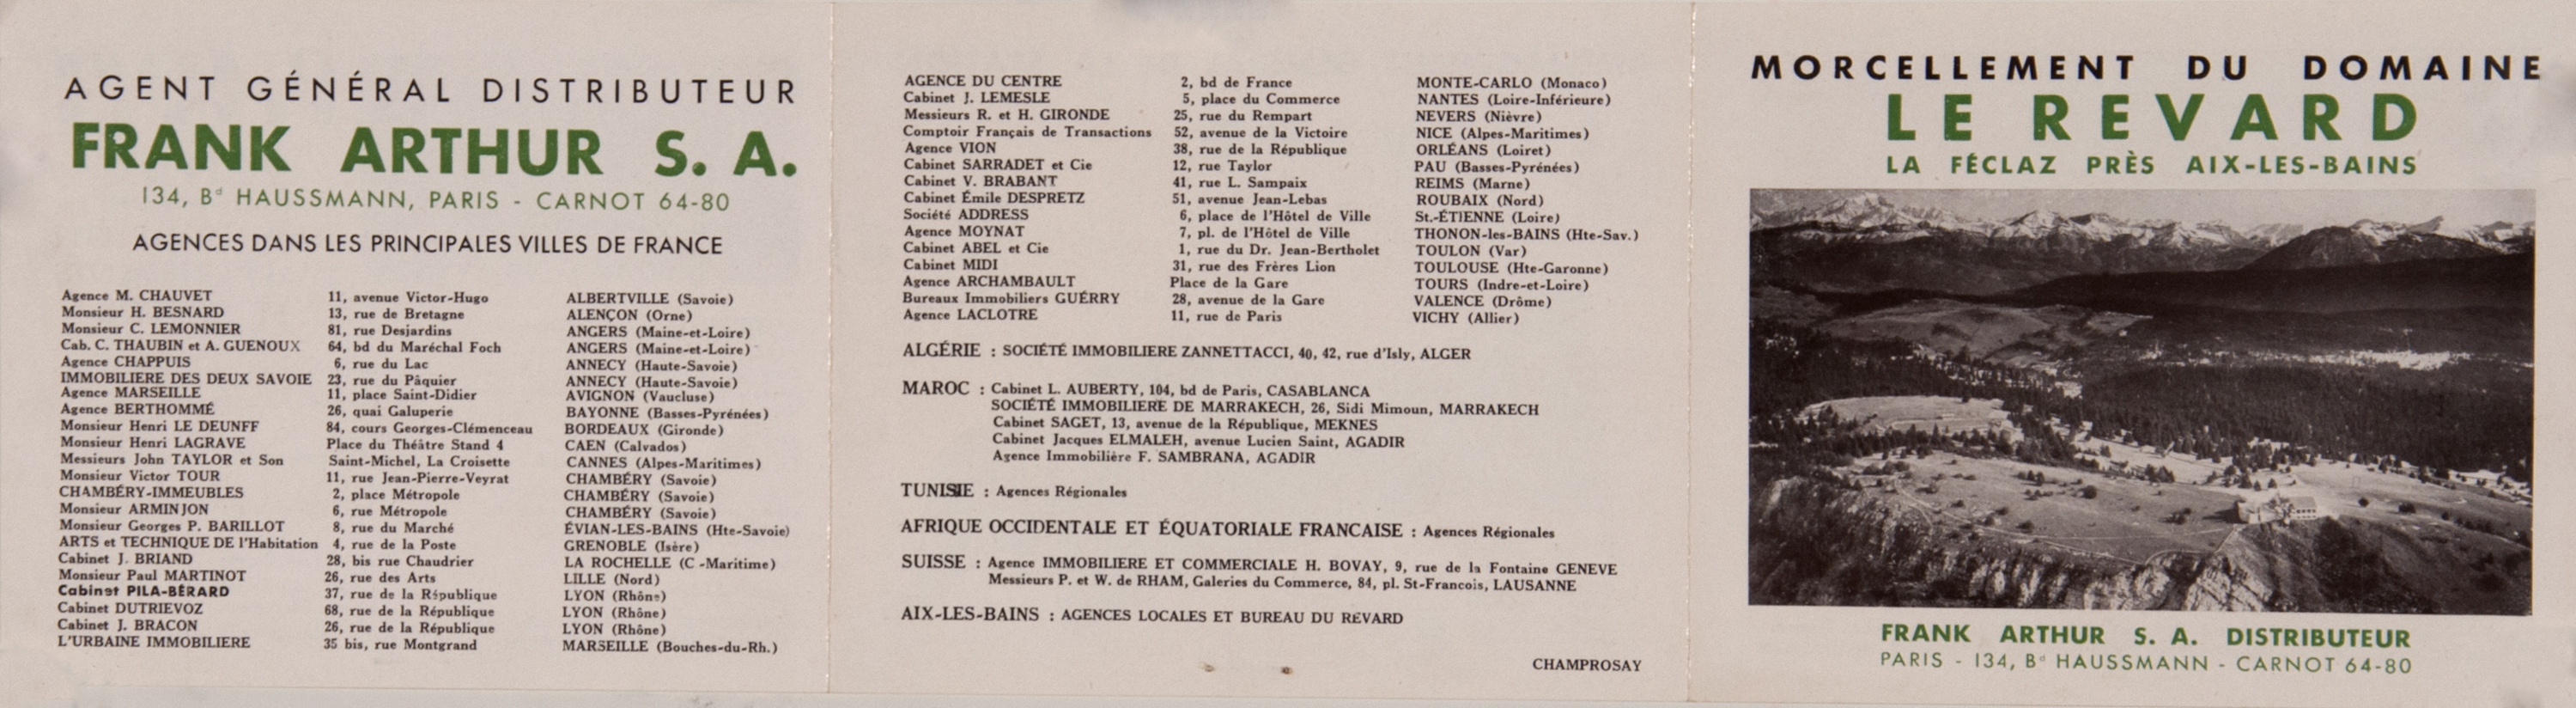 AGENT GÉNÉRAL DISTRIBUTEUR
FRANK ARTHUR S. A.
134, Bd HAUSSMANN, PARIS - CARNOT 64-80
AGENCES DANS LES PRINCIPALES VILLES DE FRANCE
Agence M. CHAUVET 11, avenue Victor-Hugo ALBERTVILLE (Savoie)
Monsieur H. BESNARD 13, rue de Bretagne ALENÇON (Orne)
Monsieur C. LEMONNIER 81, rue Desjardins ANGERS (Maine-et-Loire)
Cab. C. THAUBIN et A. GUENOUX 64, bd du Maréchal Foch ANGERS (Maine-et-Loire)
Agence CHAPPUIS 6, rue du Lac ANNECY (Haute-Savoie)
IMMOBILIERE DES DEUX SAVOIE 23, rue du Pâquier ANNECY (Haute-Savoie)
Agence MARSEILLE 11, place Saint-Didier AVIGNON (Vaucluse)
Agence BERTHOMMÉ 26, quai Galuperie BAYONNE (Basses-Pyrénées)
Monsieur Henri LE DEUNFF 84, cours Georges-Clémenceau BORDEAUX (Gironde)
Monsieur Henri LAGRAVE Place du Théâtre Stand 4 CAEN (Calvados)
Messieurs John TAYLOR et Son Saint-Michel, La Croisette CANNES (Alpes-Maritimes)
Monsieur Victor TOUR 11, rue Jean-Pierre-Veyrat CHAMBÉRY (Savoie)
CHAMBÉRY-IMMEUBLES 2, place Métropole CHAMBÉRY (Savoie)
Monsieur ARMINJON 6, rue Métropole CHAMBÉRY (Savoie)
Monsieur Georges P. BARILLOT 8, rue du Marché ÉVIAN-LES-BAINS (Hte-Savoie)
ARTS et TECHNIQUE DE l'Habitation 4, rue de la Poste GRENOBLE (Isère)
Cabinet J. BRIAND 28, bis rue Chaudrier LA ROCHELLE (C -Maritime)
Monsieur Paul MARTINOT 26, rue des Arts LILLE (Nord)
Cabinet PILA-BÉRARD 37, rue de la République LYON (Rhône)
Cabinet DUTRIEVOZ 68, rue de la République LYON (Rhône)
Cabinet J. BRACON 26, rue de la République LYON (Rhône)
L'URBAINE IMMOBILIERE 35 bis, rue Montgrand MARSEILLE (Bouches-du-Rh.)
AGENCE DU CENTRE 2, bd de France MONTE-CARLO (Monaco)
Cabinet J. LEMESLE 5, place du Commerce NANTES (Loire-Inférieure)
Messieurs R. et H. GIRONDE 25, rue du Rempart NEVERS (Nièvre)
Comptoir Français de Transactions 52, avenue de la Victoire NICE (Alpes-Maritimes)
Agence VION 38, rue de la République ORLÉANS (Loiret)
Cabinet SARRADET et Cie 12, rue Taylor PAU (Basses-Pyrénées)
Cabinet V. BRABANT 41, rue L. Sampaix REIMS (Marne)
Cabinet Émile DESPRETZ 51, avenue Jean-Lebas ROUBAIX (Nord)
Société ADDRESS 6, place de l'Hôtel de Ville St.-ÉTIENNE (Loire)
Agence MOYNAT 7, pl. de l'Hôtel de Ville THONON-les-BAINS (Hte-Sav.)
Cabinet ABEL et Cie 1, rue du Dr. Jean-Bertholet TOULON (Var)
Cabinet MIDI 31, rue des Frères Lion TOULOUSE (Hte-Garonne)
Agence ARCHAMBAULT Place de la Gare TOURS (Indre-et-Loire)
Bureaux Immobiliers GUÉRRY 28, avenue de la Gare VALENCE (Drôme)
Agence LACLOTRE 11, rue de Paris VICHY (Allier)
ALGÉRIE : SOCIÉTÉ IMMOBILIERE ZANNETTACCI, 40, 42, rue d'Isly, ALGER
MAROC : Cabinet L. AUBERTY, 104, bd de Paris, CASABLANCA
SOCIÉTÉ IMMOBILIERE DE MARRAKECH, 26, Sidi Mimoun, MARRAKECH
Cabinet SAGET, 13, avenue de la République, MEKNES
Cabinet Jacques ELMALEH, avenue Lucien Saint, AGADIR
Agence Immobilière F. SAMBRANA, AGADIR
TUNISIE : Agences Régionales
AFRIQUE OCCIDENTALE ET ÉQUATORIALE FRANCAISE : Agences Régionales
SUISSE : Agence IMMOBILIERE ET COMMERCIALE H. BOVAY, 9, rue de la Fontaine GENEVE
Messieurs P. et W. de RHAM, Galeries du Commerce, 84, pl. St-Francois, LAUSANNE
AIX-LES-BAINS : AGENCES LOCALES ET BUREAU DU REVARD
CHAMPROSAY
MORCELLEMENT DU DOMAINE
LE REVARD
LA FÉCLAZ PRÈS AIX-LES-BAINS
FRANK ARTHUR S. A. DISTRIBUTEUR
PARIS - 134, Bd HAUSSMANN - CARNOT 64-80